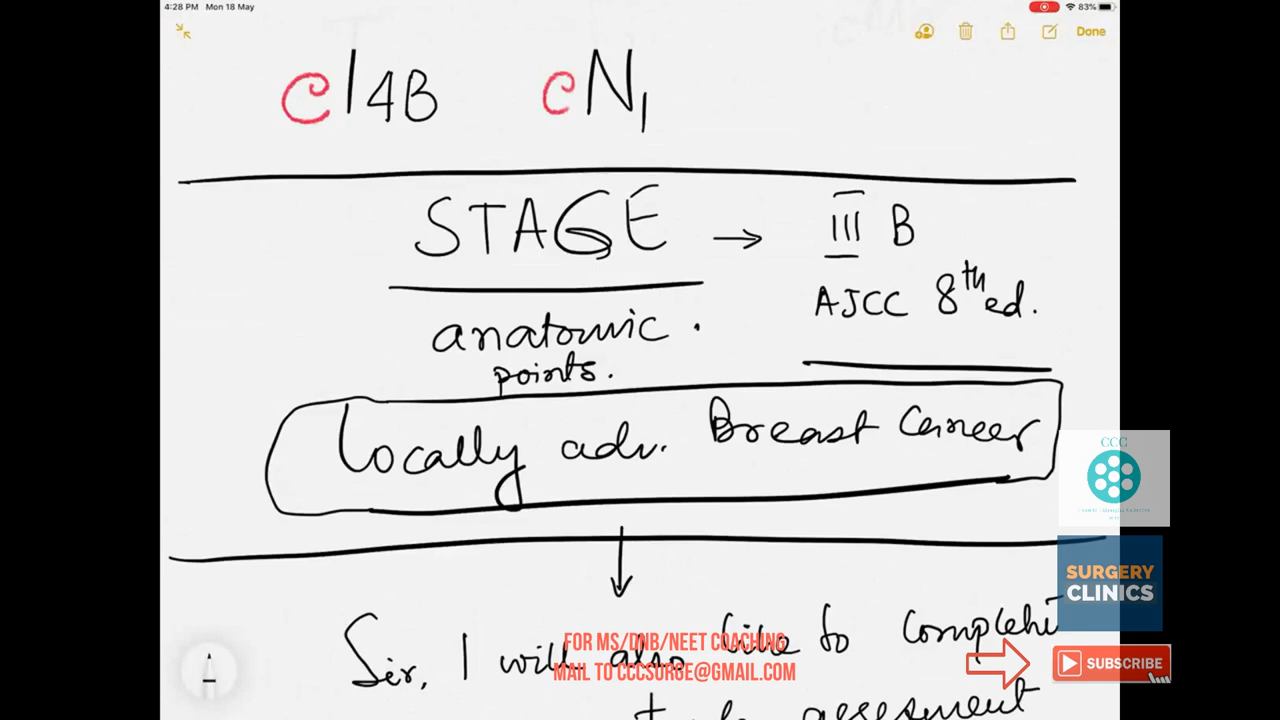 4:28 PM Mon 18 May
83%
Done
cT4B cN1
STAGE → III B
AJCC 8th ed.
anatomic.
points.
Locally adv. Breast Cancer
CCC
SURGERY
CLINICS
Sir, I will also like to complete
FOR MS/DNB/NEET COACHING
MAIL TO CCCSURGE@GMAIL.COM
SUBSCRIBE
assesment